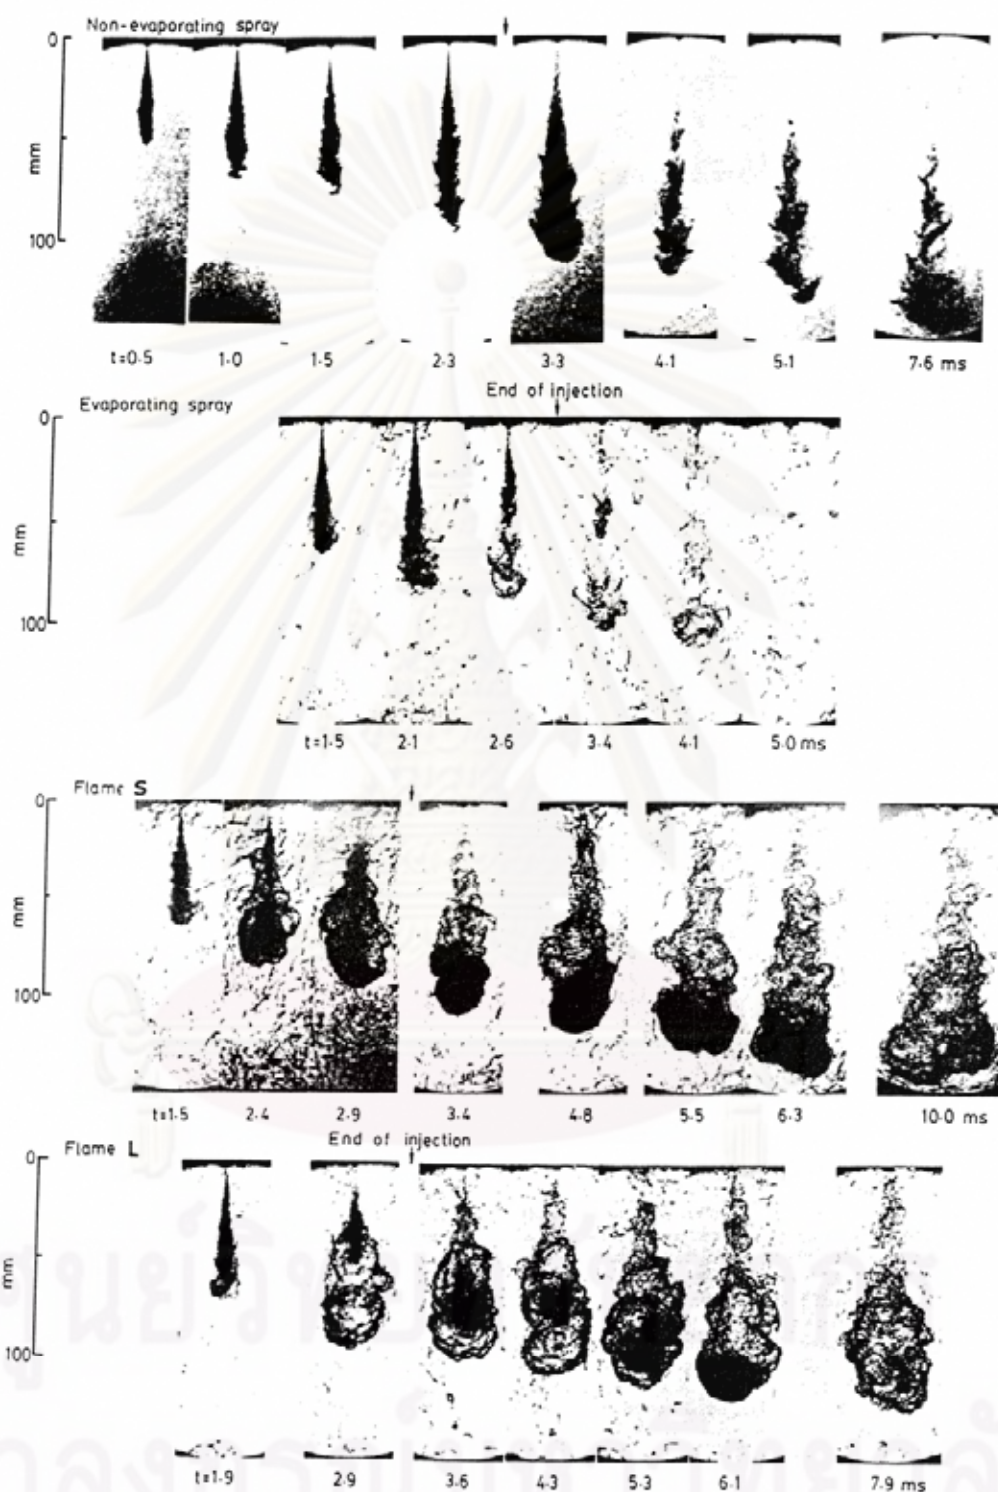 Non-evaporating spray
0
mm
100
t=0·5 1·0 1·5 2·3 3·3 4·1 5·1 7·6 ms
End of injection
Evaporating spray
0
mm
100
t=1·5 2·1 2·6 3·4 4·1 5·0 ms
Flame S
0
mm
100
t=1·5 2·4 2·9 3·4 4·8 5·5 6·3 10·0 ms
End of injection
Flame L
0
mm
100
t=1·9 2·9 3·6 4·3 5·3 6·1 7·9 ms